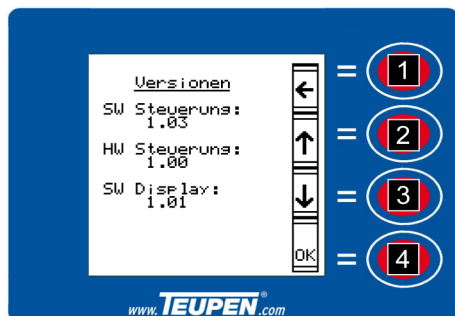 Versionen
SW Steuerung:
1.03
HW Steuerung:
1.00
SW Display:
1.01
←
↑
↓
OK
= 1
= 2
= 3
= 4
www.TEUPEN®.com